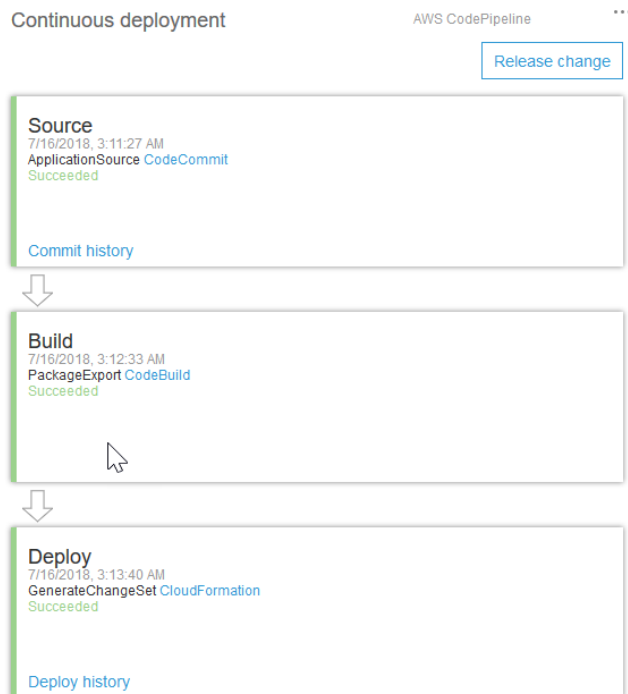 Continuous deployment AWS CodePipeline ...
Release change
Source
7/16/2018, 3:11:27 AM
ApplicationSource CodeCommit
Succeeded
Commit history
Build
7/16/2018, 3:12:33 AM
PackageExport CodeBuild
Succeeded
Deploy
7/16/2018, 3:13:40 AM
GenerateChangeSet CloudFormation
Succeeded
Deploy history